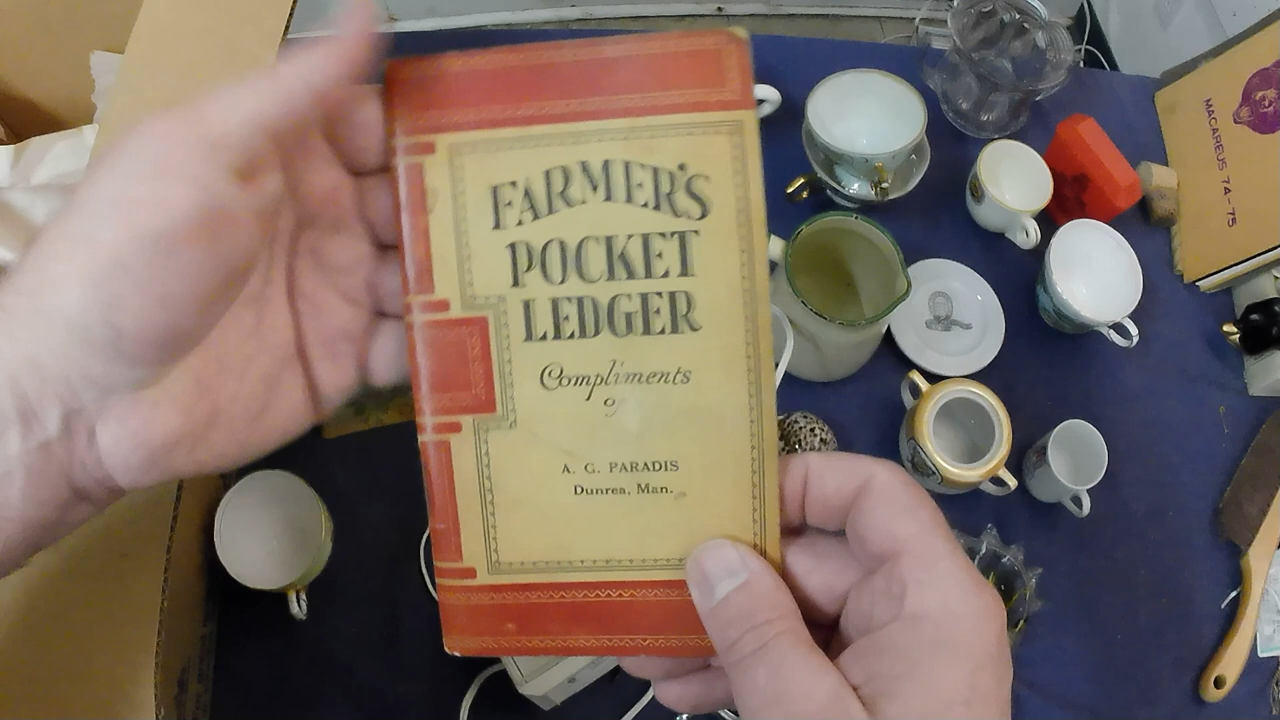 FARMER'S
POCKET
LEDGER
Compliments
of
A. G. PARADIS
Dunrea, Man.
MACAREUS 74-75